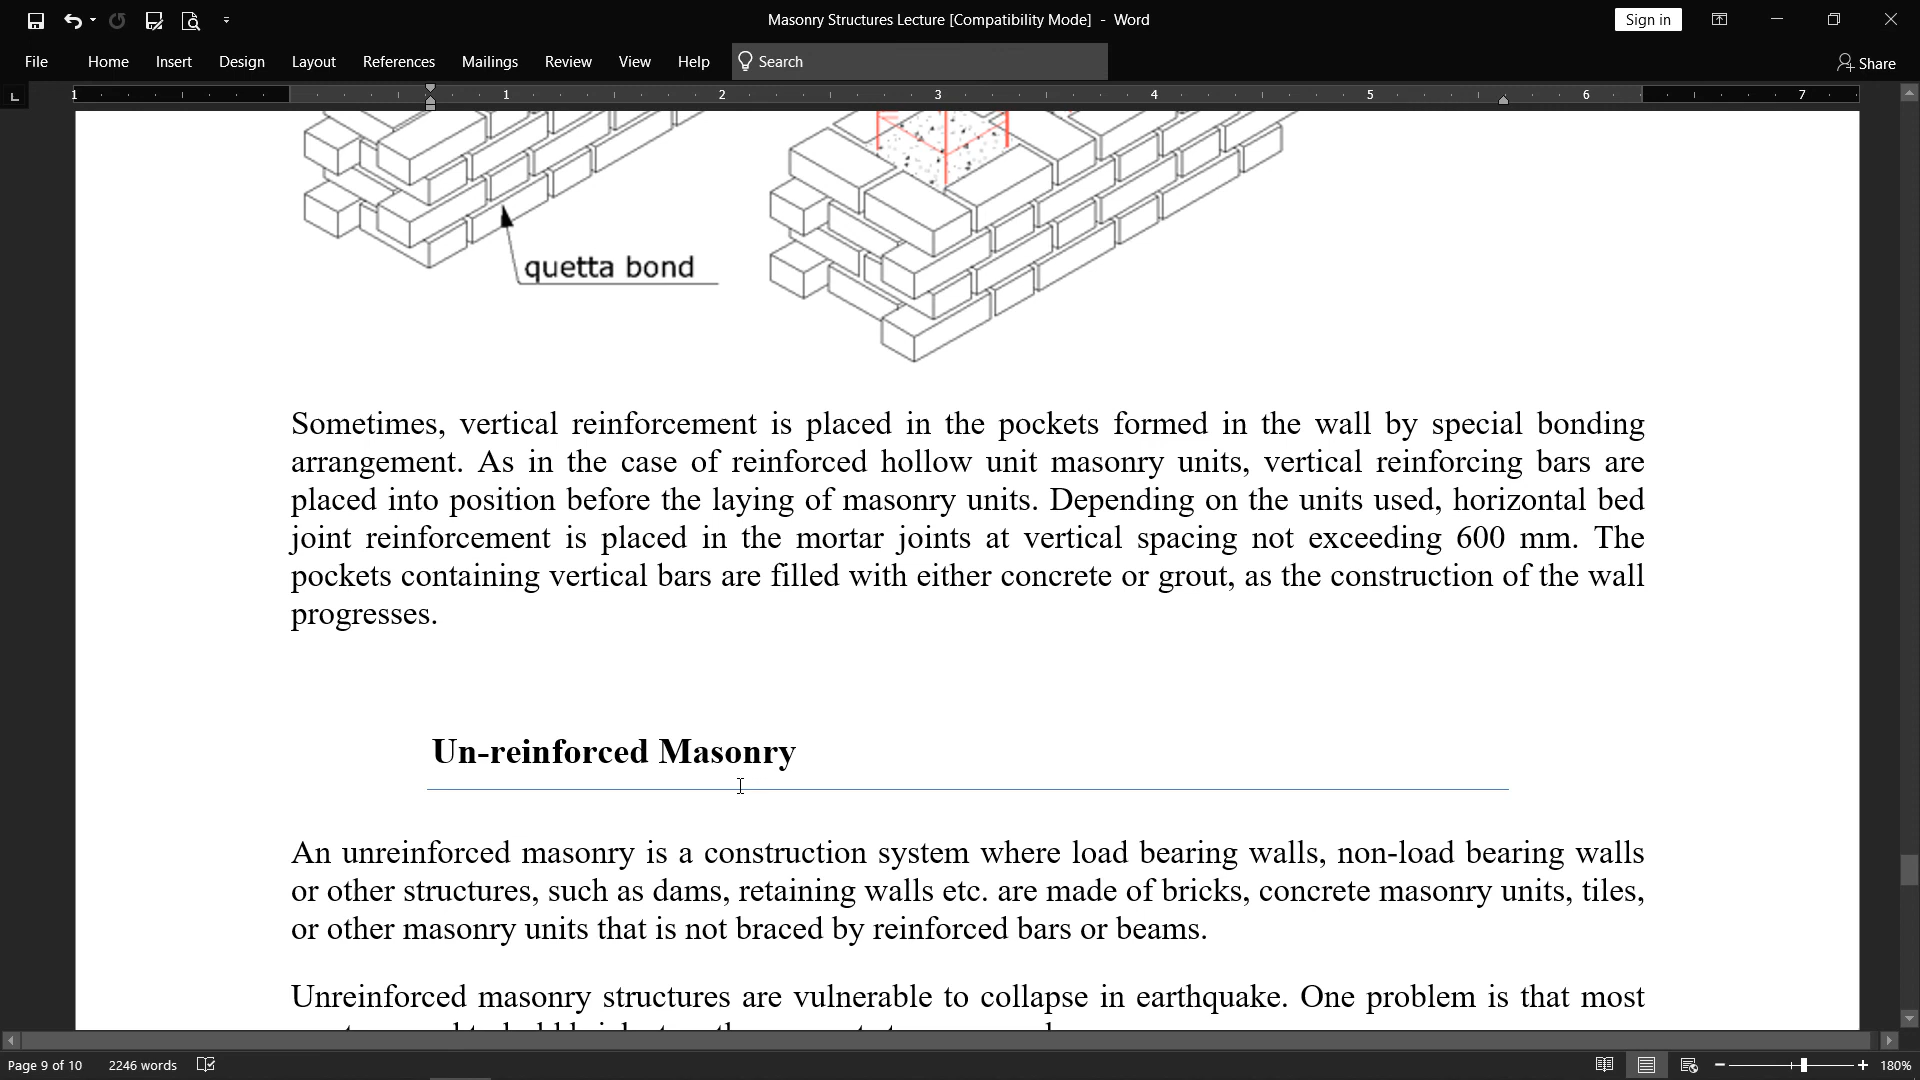 Masonry Structures Lecture [Compatibility Mode] - Word
Sign in
File Home Insert Design Layout References Mailings Review View Help Search Share
1 1 2 3 4 5 6 7
quetta bond
Sometimes, vertical reinforcement is placed in the pockets formed in the wall by special bonding
arrangement. As in the case of reinforced hollow unit masonry units, vertical reinforcing bars are
placed into position before the laying of masonry units. Depending on the units used, horizontal bed
joint reinforcement is placed in the mortar joints at vertical spacing not exceeding 600 mm. The
pockets containing vertical bars are filled with either concrete or grout, as the construction of the wall
progresses.
Un-reinforced Masonry
An unreinforced masonry is a construction system where load bearing walls, non-load bearing walls
or other structures, such as dams, retaining walls etc. are made of bricks, concrete masonry units, tiles,
or other masonry units that is not braced by reinforced bars or beams.
Unreinforced masonry structures are vulnerable to collapse in earthquake. One problem is that most
Page 9 of 10 2246 words 180%